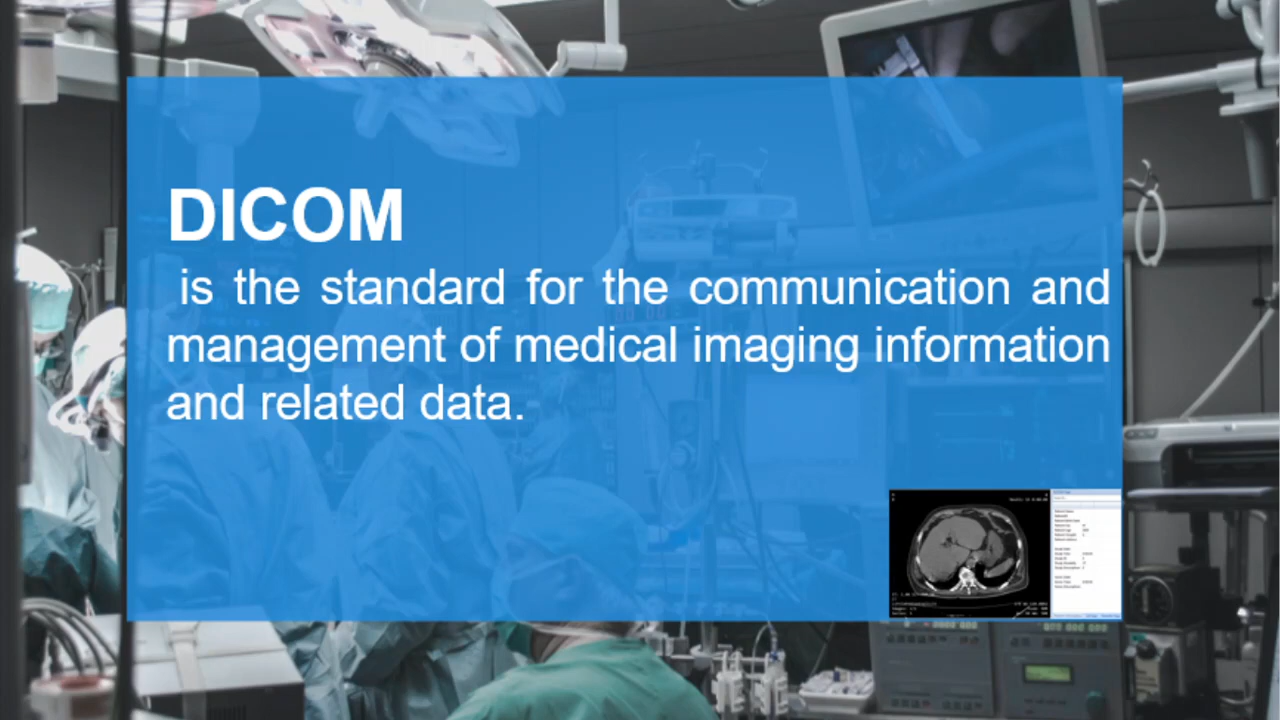 DICOM
is the standard for the communication and
management of medical imaging information
and related data.